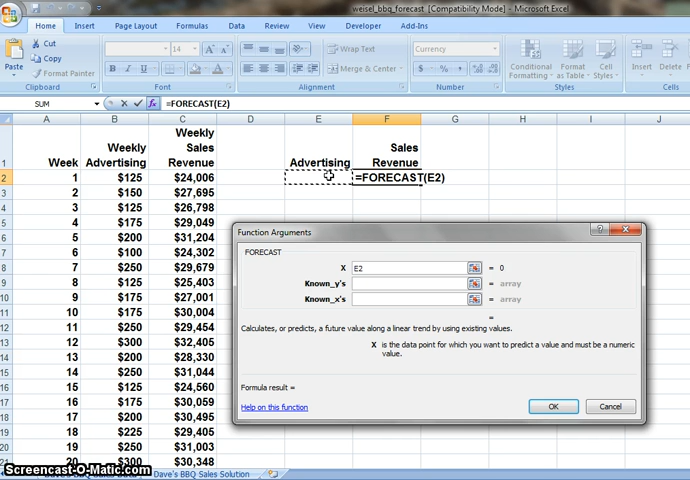 weisel_bbq_forecast [Compatibility Mode] - Microsoft Excel
Home Insert Page Layout Formulas Data Review View Developer Add-Ins
Paste
Cut
Copy
Format Painter
Clipboard
14
B I U
Font
Wrap Text
Merge & Center
Alignment
Currency
$ % ,
Number
Conditional Formatting
Format as Table
Cell Styles
Styles
Insert
Delete
Cells
SUM =FORECAST(E2)
A B C D E F G H I J
1 Week Weekly Advertising Weekly Sales Revenue Advertising Sales Revenue
2 1 $125 $24,006 =FORECAST(E2)
3 2 $150 $27,695
4 3 $125 $26,798
5 4 $175 $29,049
6 5 $200 $31,204
7 6 $100 $24,302
8 7 $250 $29,679
9 8 $125 $25,403
10 9 $175 $27,001
11 10 $175 $30,004
12 11 $250 $29,454
13 12 $300 $32,405
14 13 $200 $28,330
15 14 $250 $31,044
16 15 $125 $24,560
17 16 $175 $30,059
18 17 $200 $30,495
19 18 $225 $29,405
20 19 $250 $31,003
21 20 $300 $30,348
Function Arguments
FORECAST
X E2 = 0
Known_y's = array
Known_x's = array
=
Calculates, or predicts, a future value along a linear trend by using existing values.
X is the data point for which you want to predict a value and must be a numeric
value.
Formula result =
Help on this function
OK
Cancel
Dave's BBQ Sales Solution
Screencast-O-Matic.com